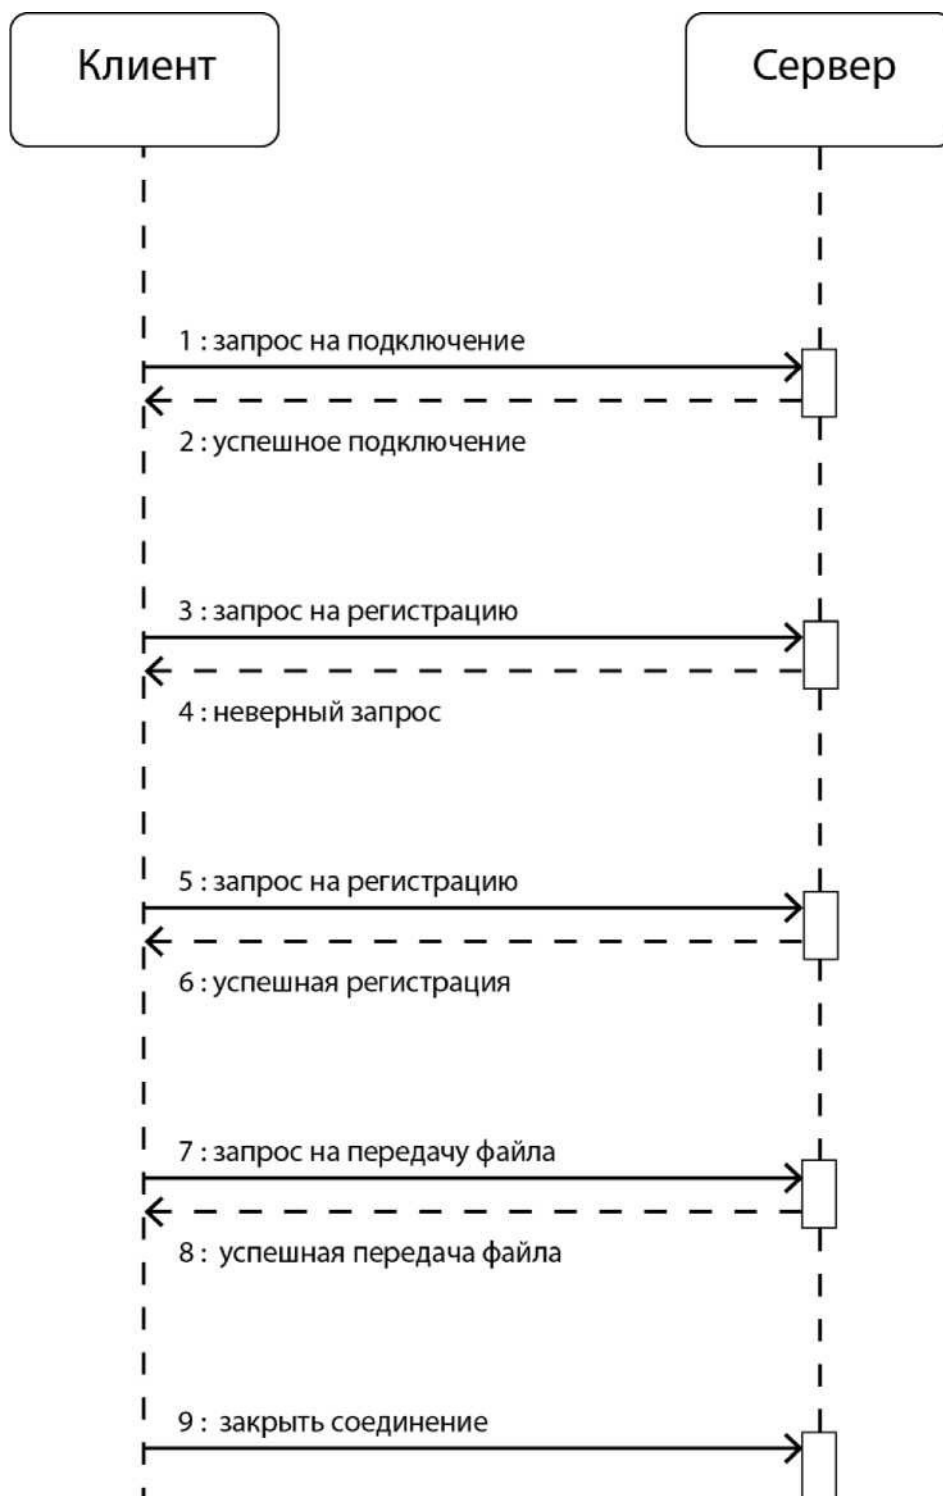 Клиент
Сервер
1 : запрос на подключение
2 : успешное подключение
3 : запрос на регистрацию
4 : неверный запрос
5 : запрос на регистрацию
6 : успешная регистрация
7 : запрос на передачу файла
8 :  успешная передача файла
9 :  закрыть соединение